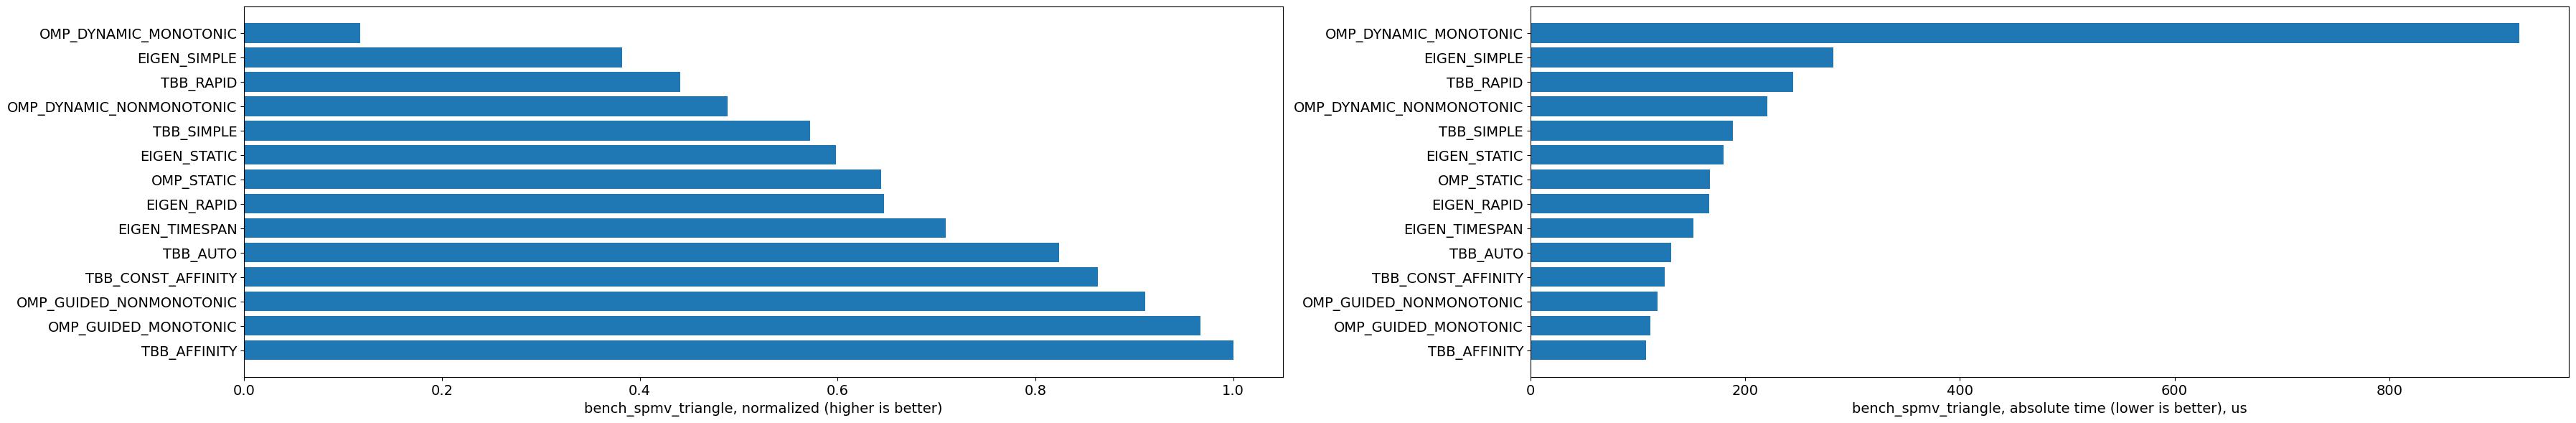 OMP_DYNAMIC_MONOTONIC
EIGEN_SIMPLE
TBB_RAPID
OMP_DYNAMIC_NONMONOTONIC
TBB_SIMPLE
EIGEN_STATIC
OMP_STATIC
EIGEN_RAPID
EIGEN_TIMESPAN
TBB_AUTO
TBB_CONST_AFFINITY
OMP_GUIDED_NONMONOTONIC
OMP_GUIDED_MONOTONIC
TBB_AFFINITY
0.0 0.2 0.4 0.6 0.8 1.0
bench_spmv_triangle, normalized (higher is better)
OMP_DYNAMIC_MONOTONIC
EIGEN_SIMPLE
TBB_RAPID
OMP_DYNAMIC_NONMONOTONIC
TBB_SIMPLE
EIGEN_STATIC
OMP_STATIC
EIGEN_RAPID
EIGEN_TIMESPAN
TBB_AUTO
TBB_CONST_AFFINITY
OMP_GUIDED_NONMONOTONIC
OMP_GUIDED_MONOTONIC
TBB_AFFINITY
0 200 400 600 800
bench_spmv_triangle, absolute time (lower is better), us